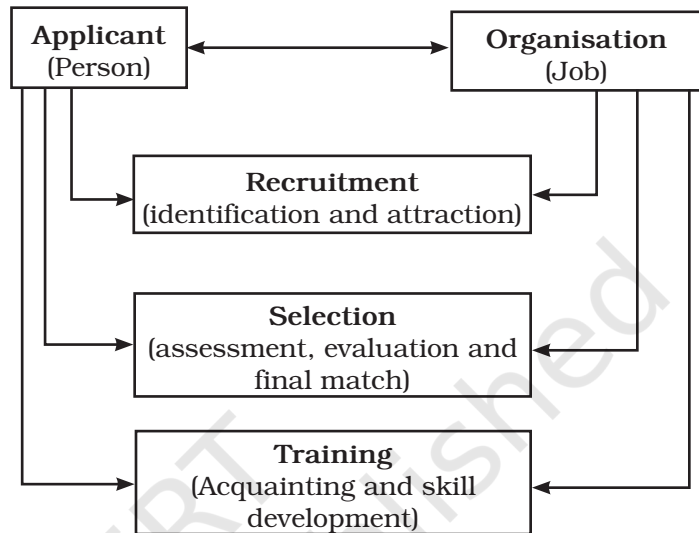 Applicant
(Person)
Organisation
(Job)
Recruitment
(identification and attraction)
Selection
(assessment, evaluation and
final match)
Training
(Acquainting and skill
development)